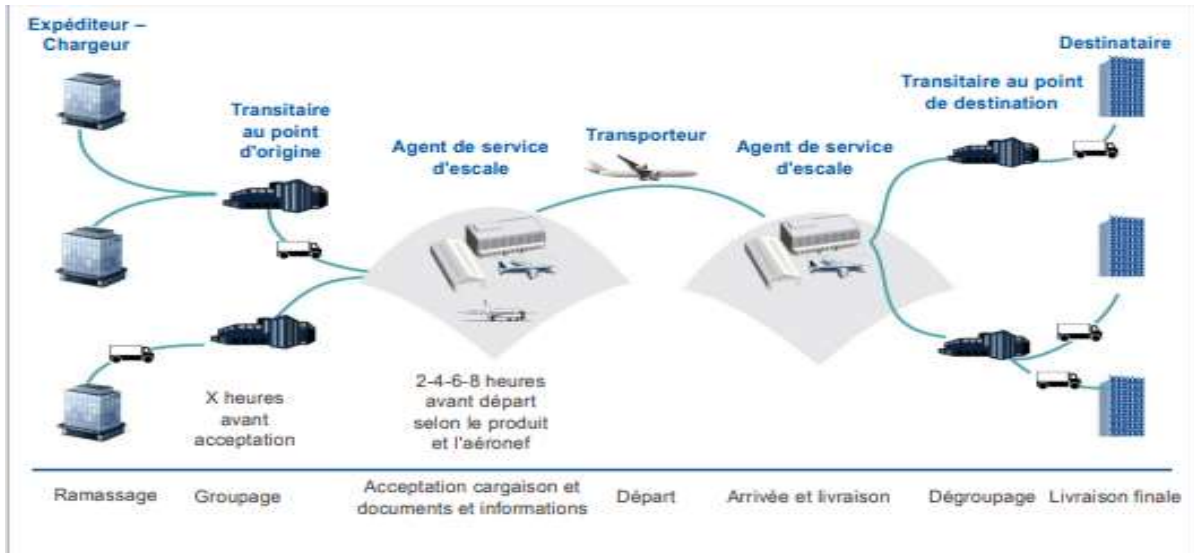 Expéditeur –
Chargeur
Destinataire
Transitaire
au point
d'origine
Agent de service
d'escale
Transporteur
Agent de service
d'escale
Transitaire au point
de destination
X heures
avant
acceptation
2-4-6-8 heures
avant départ
selon le produit
et l'aéronef
Ramassage
Groupage
Acceptation cargaison et
documents et informations
Départ
Arrivée et livraison
Dégroupage
Livraison finale